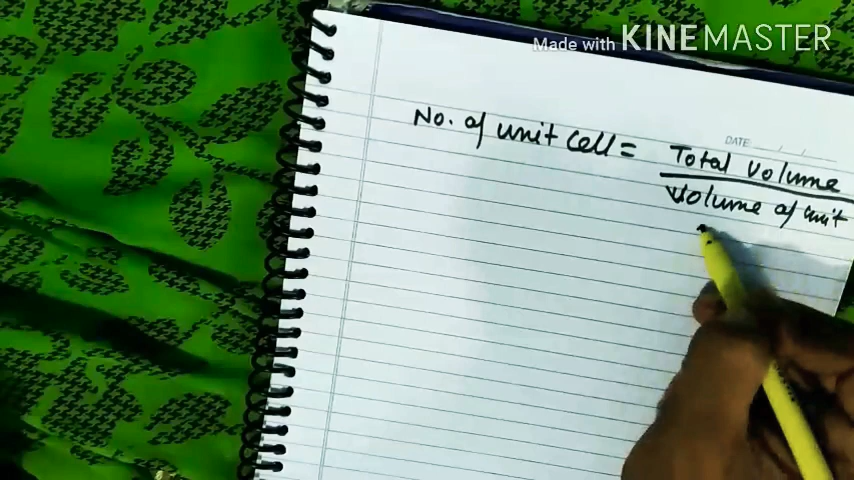 Made with KINEMASTER
DATE
No. of unit cell = Total volume
Volume of unit